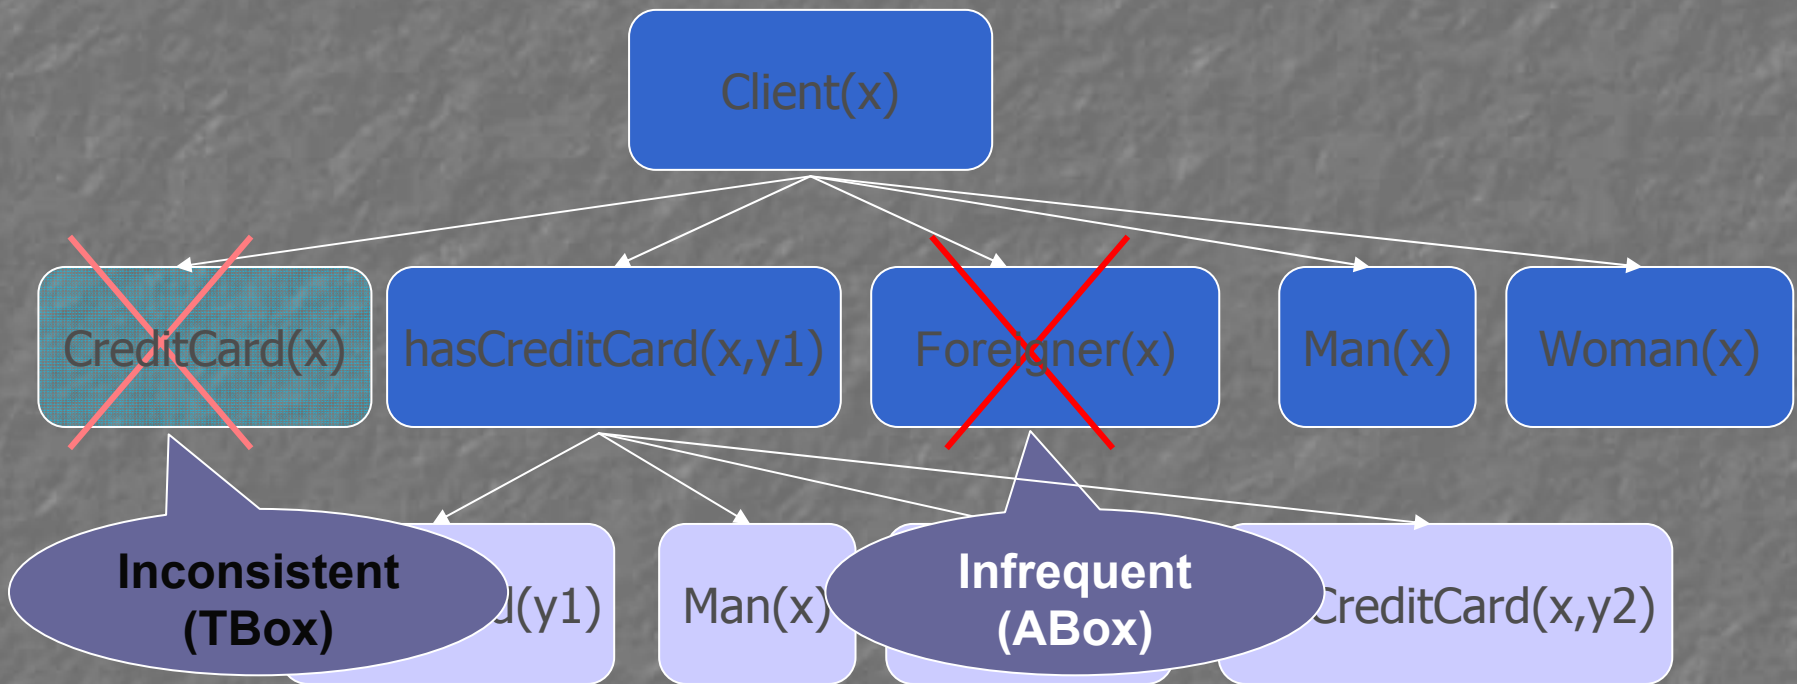 Client(x)
CreditCard(x)
hasCreditCard(x,y1)
Foreigner(x)
Man(x)
Woman(x)
Inconsistent
(TBox)
d(y1)
Man(x)
Infrequent
(ABox)
CreditCard(x,y2)